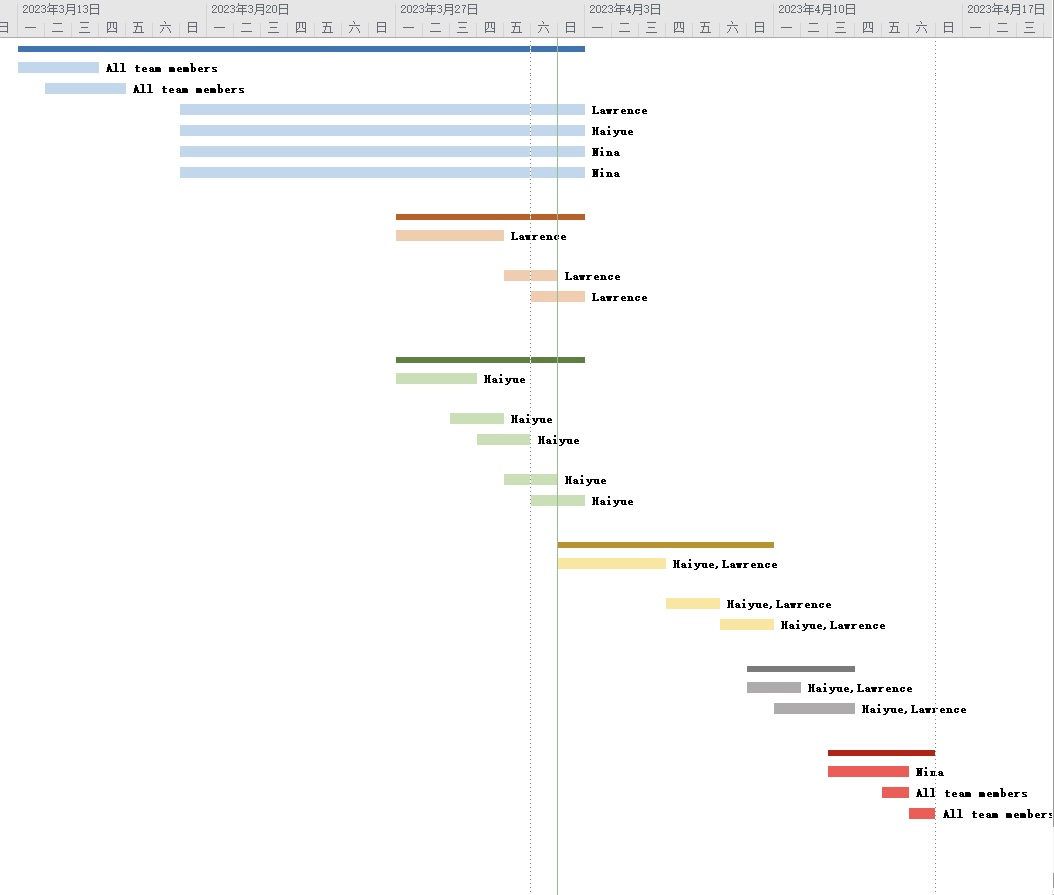 2023年3月13日 2023年3月20日 2023年3月27日 2023年4月3日 2023年4月10日 2023年4月17日
日 一 二 三 四 五 六 日 一 二 三 四 五 六 日 一 二 三 四 五 六 日 一 二 三 四 五 六 日 一 二 三 四 五 六 日 一 二 三
All team members
All team members
Lawrence
Haiyue
Nina
Nina
Lawrence
Lawrence
Lawrence
Haiyue
Haiyue
Haiyue
Haiyue
Haiyue
Haiyue,Lawrence
Haiyue,Lawrence
Haiyue,Lawrence
Haiyue,Lawrence
Haiyue,Lawrence
Nina
All team members
All team members